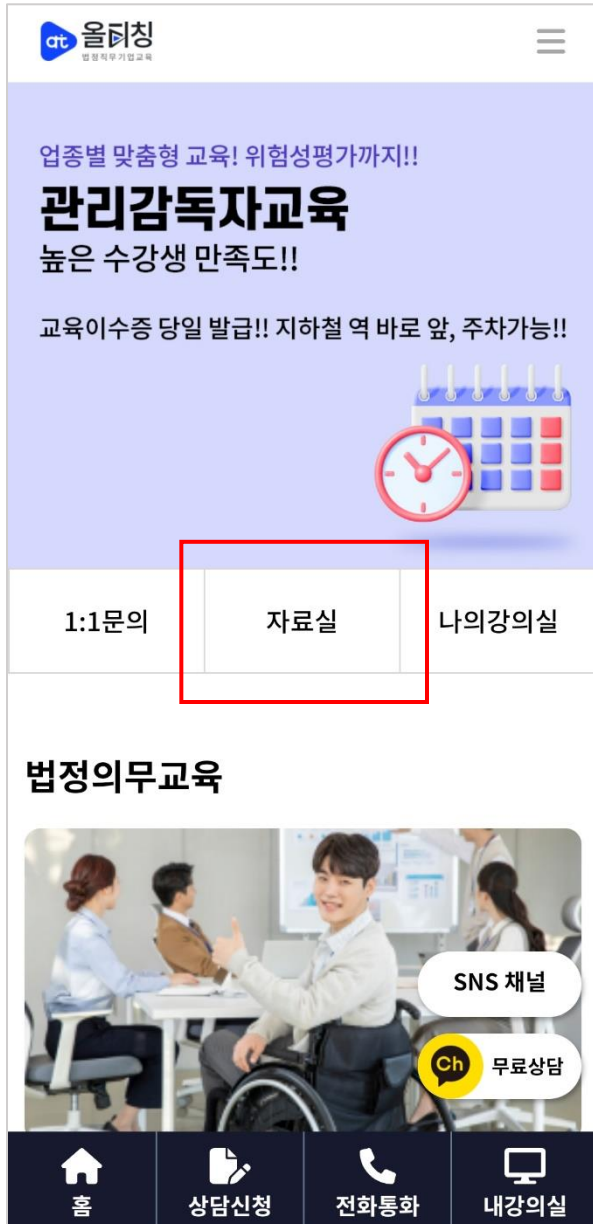 at 올티칭
법정직무기업교육
업종별 맞춤형 교육! 위험성평가까지!!
관리감독자교육
높은 수강생 만족도!!
교육이수증 당일 발급!! 지하철 역 바로 앞, 주차가능!!
1:1문의
자료실
나의강의실
법정의무교육
SNS 채널
Ch 무료상담
홈
상담신청
전화통화
내강의실